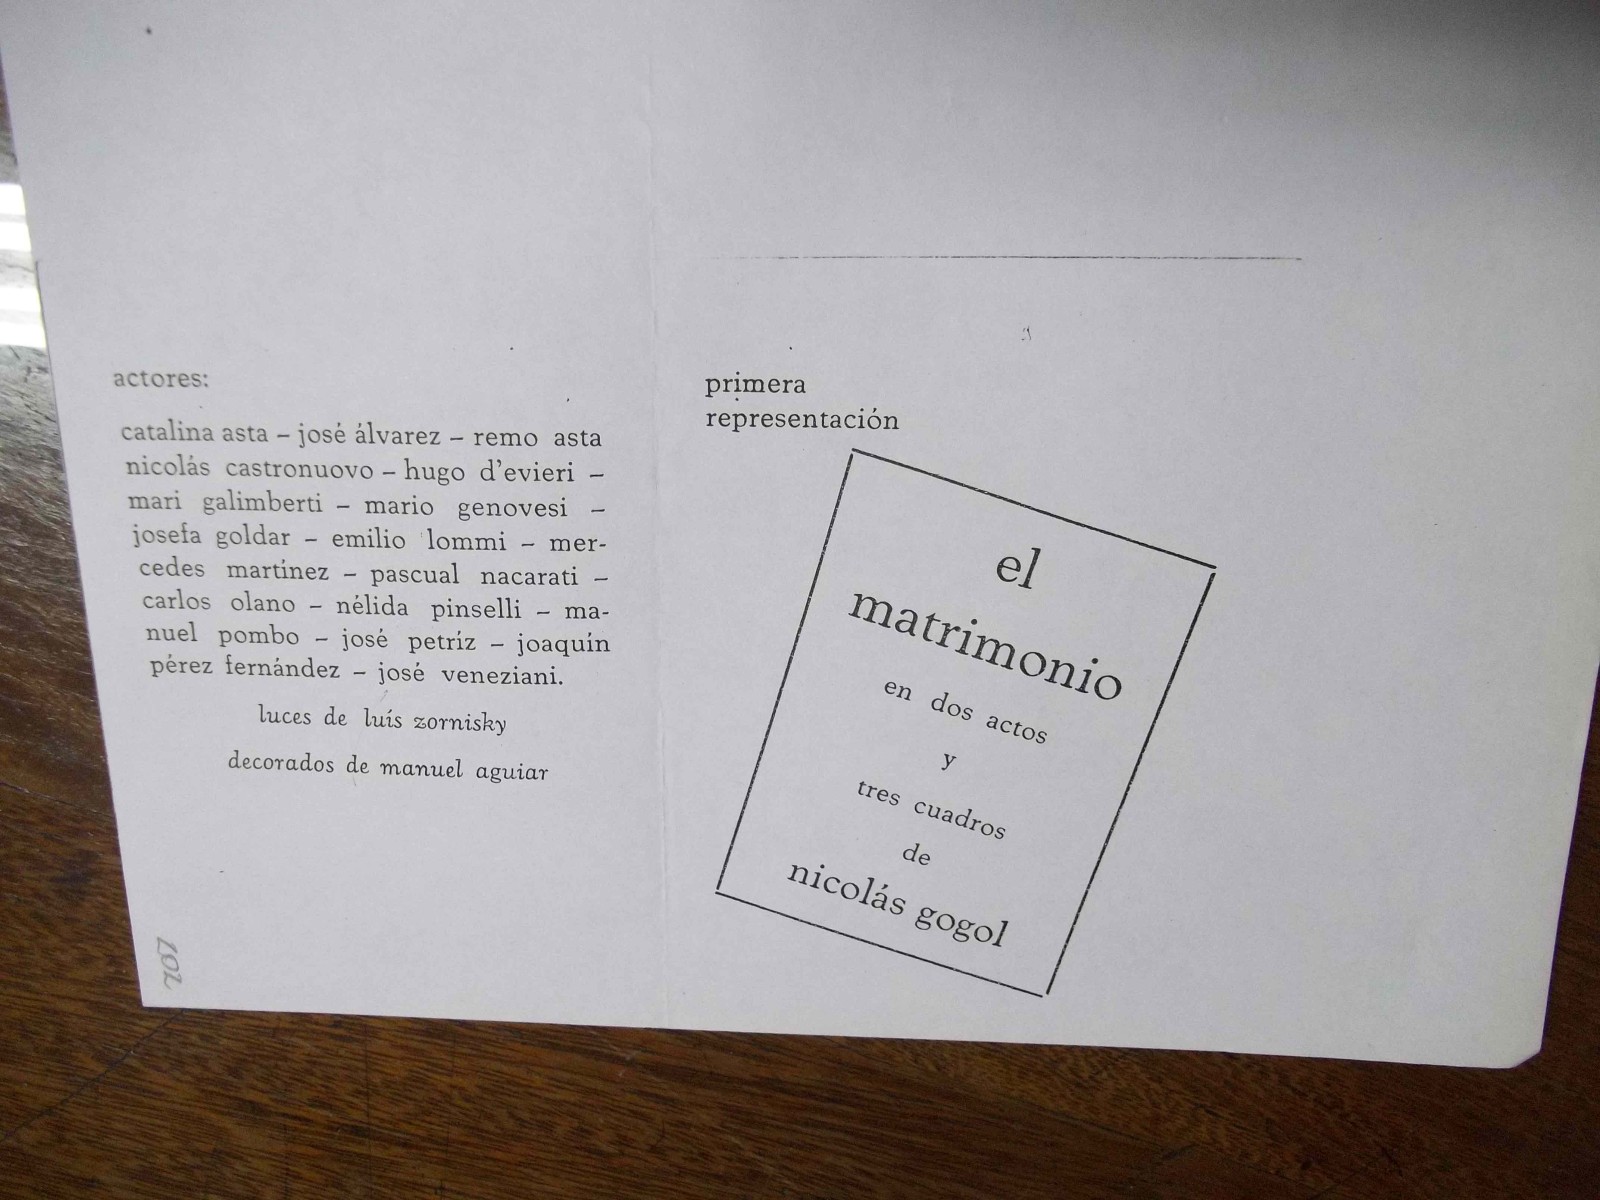 actores:
catalina asta – josé álvarez – remo asta
nicolás castronuovo – hugo d'evieri –
mari galimberti – mario genovesi –
josefa goldar – emilio lommi – mer-
cedes martínez – pascual nacarati –
carlos olano – nélida pinselli – ma-
nuel pombo – josé petríz – joaquín
pérez fernández – josé veneziani.
luces de luís zornisky
decorados de manuel aguiar
primera
representación
el
matrimonio
en dos actos
y
tres cuadros
de
nicolás gogol